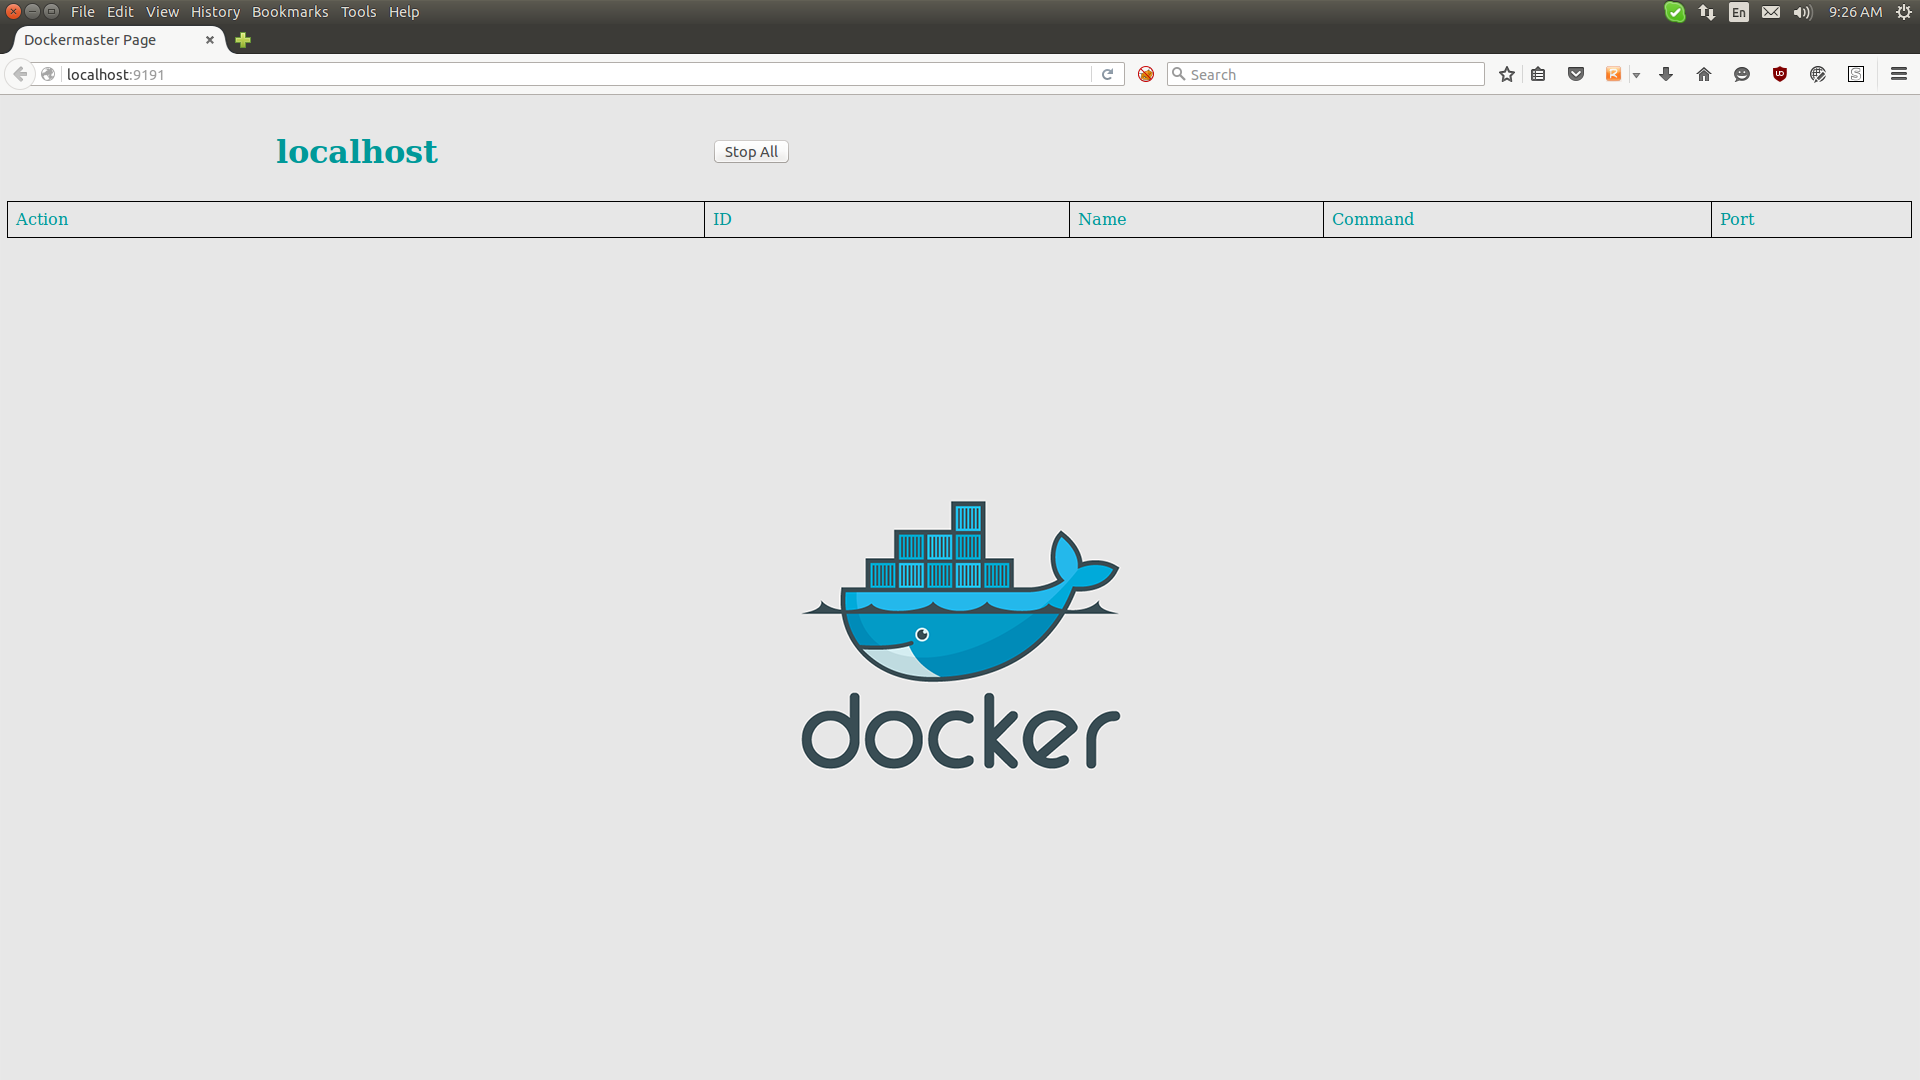 File Edit View History Bookmarks Tools Help
En
9:26 AM
Dockermaster Page
localhost:9191
Search
localhost
Stop All
Action ID Name Command Port
docker